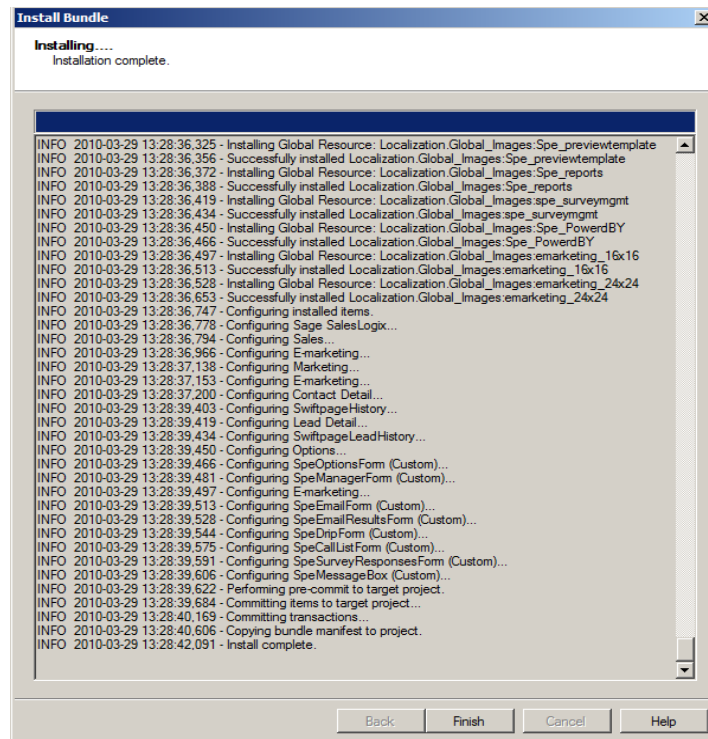 Install Bundle
Installing....
Installation complete.
INFO 2010-03-29 13:28:36,325 - Installing Global Resource: Localization.Global_Images:Spe_previewtemplate
INFO 2010-03-29 13:28:36,356 - Successfully installed Localization.Global_Images:Spe_previewtemplate
INFO 2010-03-29 13:28:36,372 - Installing Global Resource: Localization.Global_Images:Spe_reports
INFO 2010-03-29 13:28:36,388 - Successfully installed Localization.Global_Images:Spe_reports
INFO 2010-03-29 13:28:36,419 - Installing Global Resource: Localization.Global_Images:spe_surveymgmt
INFO 2010-03-29 13:28:36,434 - Successfully installed Localization.Global_Images:spe_surveymgmt
INFO 2010-03-29 13:28:36,450 - Installing Global Resource: Localization.Global_Images:Spe_PowerdBY
INFO 2010-03-29 13:28:36,466 - Successfully installed Localization.Global_Images:Spe_PowerdBY
INFO 2010-03-29 13:28:36,497 - Installing Global Resource: Localization.Global_Images:emarketing_16x16
INFO 2010-03-29 13:28:36,513 - Successfully installed Localization.Global_Images:emarketing_16x16
INFO 2010-03-29 13:28:36,528 - Installing Global Resource: Localization.Global_Images:emarketing_24x24
INFO 2010-03-29 13:28:36,653 - Successfully installed Localization.Global_Images:emarketing_24x24
INFO 2010-03-29 13:28:36,747 - Configuring installed items.
INFO 2010-03-29 13:28:36,778 - Configuring Sage SalesLogix...
INFO 2010-03-29 13:28:36,794 - Configuring Sales...
INFO 2010-03-29 13:28:36,966 - Configuring E-marketing...
INFO 2010-03-29 13:28:37,138 - Configuring Marketing...
INFO 2010-03-29 13:28:37,153 - Configuring E-marketing...
INFO 2010-03-29 13:28:37,200 - Configuring Contact Detail...
INFO 2010-03-29 13:28:39,403 - Configuring SwiftpageHistory...
INFO 2010-03-29 13:28:39,419 - Configuring Lead Detail...
INFO 2010-03-29 13:28:39,434 - Configuring SwiftpageLeadHistory...
INFO 2010-03-29 13:28:39,450 - Configuring Options...
INFO 2010-03-29 13:28:39,466 - Configuring SpeOptionsForm (Custom)...
INFO 2010-03-29 13:28:39,481 - Configuring SpeManagerForm (Custom)...
INFO 2010-03-29 13:28:39,497 - Configuring E-marketing...
INFO 2010-03-29 13:28:39,513 - Configuring SpeEmailForm (Custom)...
INFO 2010-03-29 13:28:39,528 - Configuring SpeEmailResultsForm (Custom)...
INFO 2010-03-29 13:28:39,544 - Configuring SpeDripForm (Custom)...
INFO 2010-03-29 13:28:39,575 - Configuring SpeCallListForm (Custom)...
INFO 2010-03-29 13:28:39,591 - Configuring SpeSurveyResponsesForm (Custom)...
INFO 2010-03-29 13:28:39,606 - Configuring SpeMessageBox (Custom)...
INFO 2010-03-29 13:28:39,622 - Performing pre-commit to target project.
INFO 2010-03-29 13:28:39,684 - Committing items to target project...
INFO 2010-03-29 13:28:40,169 - Committing transactions...
INFO 2010-03-29 13:28:40,606 - Copying bundle manifest to project.
INFO 2010-03-29 13:28:42,091 - Install complete.
Back Finish Cancel Help